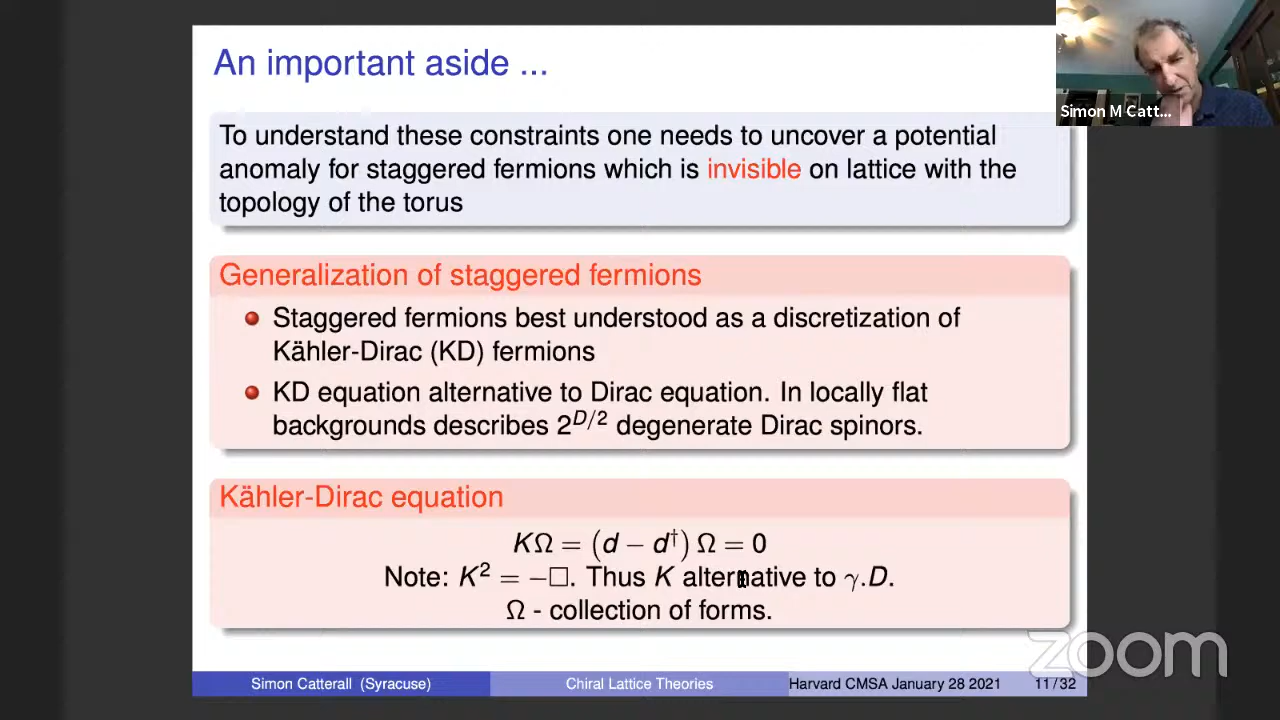 An important aside ...
Simon M Catt...
To understand these constraints one needs to uncover a potential
anomaly for staggered fermions which is invisible on lattice with the
topology of the torus
Generalization of staggered fermions
Staggered fermions best understood as a discretization of
Kähler-Dirac (KD) fermions
KD equation alternative to Dirac equation. In locally flat
backgrounds describes 2^{D/2} degenerate Dirac spinors.
Kähler-Dirac equation
KΩ = (d − d†) Ω = 0
Note: K² = −□. Thus K alternative to γ.D.
Ω - collection of forms.
zoom
Simon Catterall (Syracuse) Chiral Lattice Theories Harvard CMSA January 28 2021 11/32